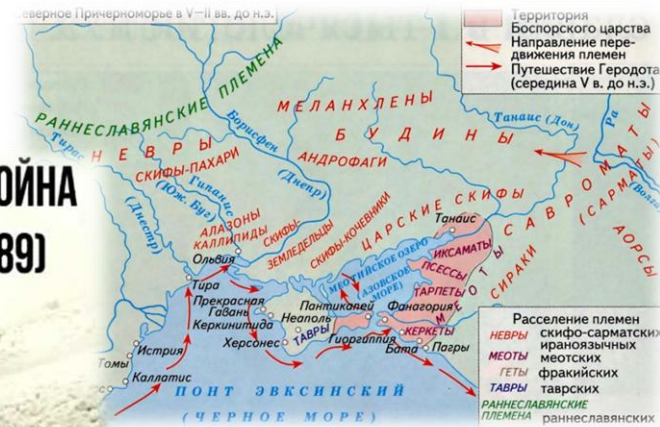 Северное Причерноморье в V–II вв. до н.э.
Территория
Боспорского царства
Направление пере-
движения племен
Путешествие Геродота
(середина V в. до н.э.)
РАННЕСЛАВЯНСКИЕ ПЛЕМЕНА
МЕЛАНХЛЕНЫ
Борисфен
(Днепр)
Танаис (Дон)
Ра
(Волга)
БУДИНЫ
НЕВРЫ
АНДРОФАГИ
СКИФЫ-ПАХАРИ
Тирас
(Днестр)
Гипанис
(Юж. Буг)
САВРОМАТЫ
(САРМАТЫ)
ОЙНА
89)
АЛАЗОНЫ
КАЛЛИПИДЫ
СКИФЫ-
ЗЕМЛЕДЕЛЬЦЫ
СКИФЫ-КОЧЕВНИКИ
ЦАРСКИЕ СКИФЫ
Танаис
АОРСЫ
СИРАКИ
Ольвия
МЕОТИЙСКОЕ ОЗЕРО
(АЗОВСКОЕ
МОРЕ)
ИКСАМАТЫ
ПСЕССЫ
ТАРПЕТЫ
МЕОТЫ
Тира
Прекрасная
Гавань
Керкинитида
Неаполь
Пантикапей
Фанагория
ТАВРЫ
КЕРКЕТЫ
Херсонес
Гиоргаппия
Бата
Пагры
Томы
Истрия
Каллатис
ПОНТ ЭВКСИНСКИЙ
(ЧЕРНОЕ МОРЕ)
Расселение племен
НЕВРЫ скифо-сарматских
ираноязычных
МЕОТЫ меотских
ГЕТЫ фракийских
ТАВРЫ таврских
РАННЕСЛАВЯНСКИЕ
ПЛЕМЕНА раннеславянских